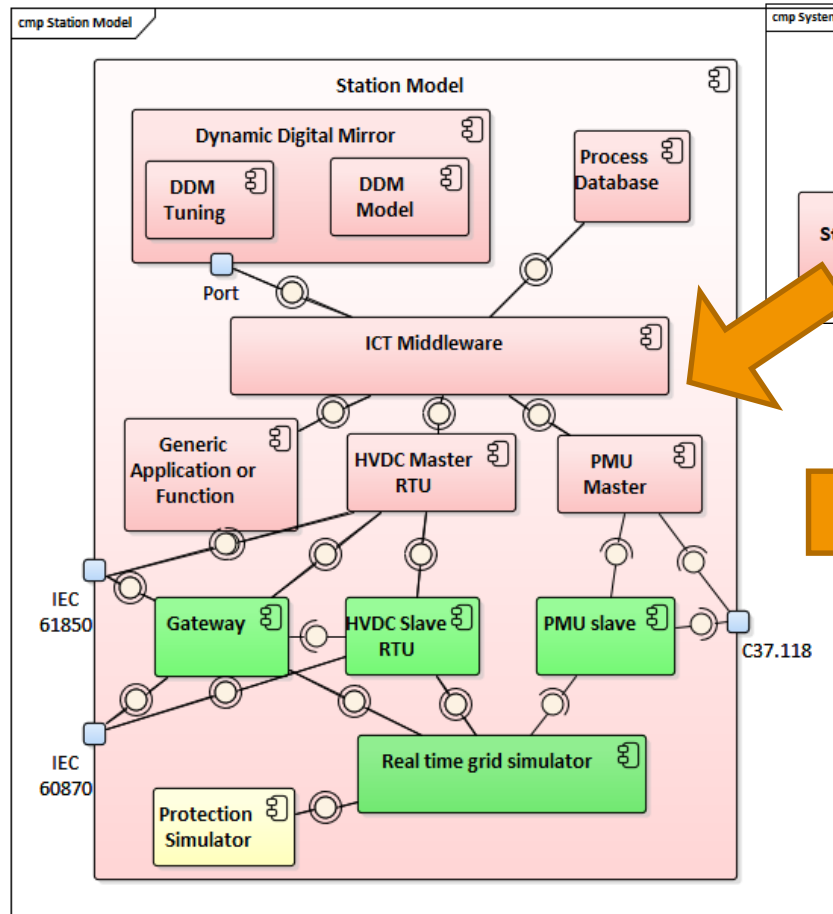 cmp Station Model
cmp System
Station Model
Dynamic Digital Mirror
DDM
Tuning
DDM
Model
Process
Database
Port
ICT Middleware
Generic
Application or
Function
HVDC Master
RTU
PMU
Master
IEC
61850
Gateway
HVDC Slave
RTU
PMU slave
C37.118
IEC
60870
Real time grid simulator
Protection
Simulator